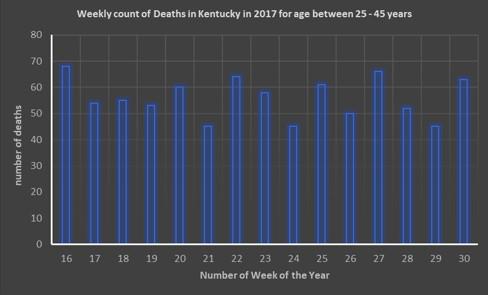 Weekly count of Deaths in Kentucky in 2017 for age between 25 - 45 years
80
70
60
50
40
30
20
10
0
number of deaths
16 17 18 19 20 21 22 23 24 25 26 27 28 29 30
Number of Week of the Year